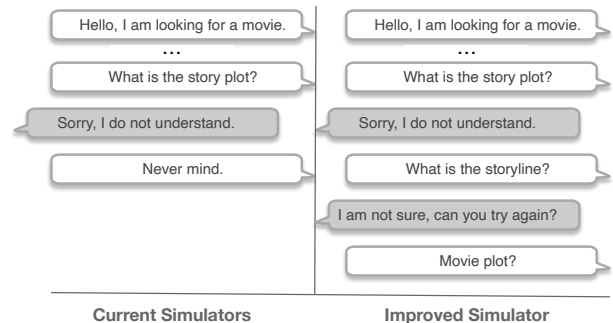 Hello, I am looking for a movie.
...
What is the story plot?
Sorry, I do not understand.
Never mind.
Current Simulators
Hello, I am looking for a movie.
...
What is the story plot?
Sorry, I do not understand.
What is the storyline?
I am not sure, can you try again?
Movie plot?
Improved Simulator